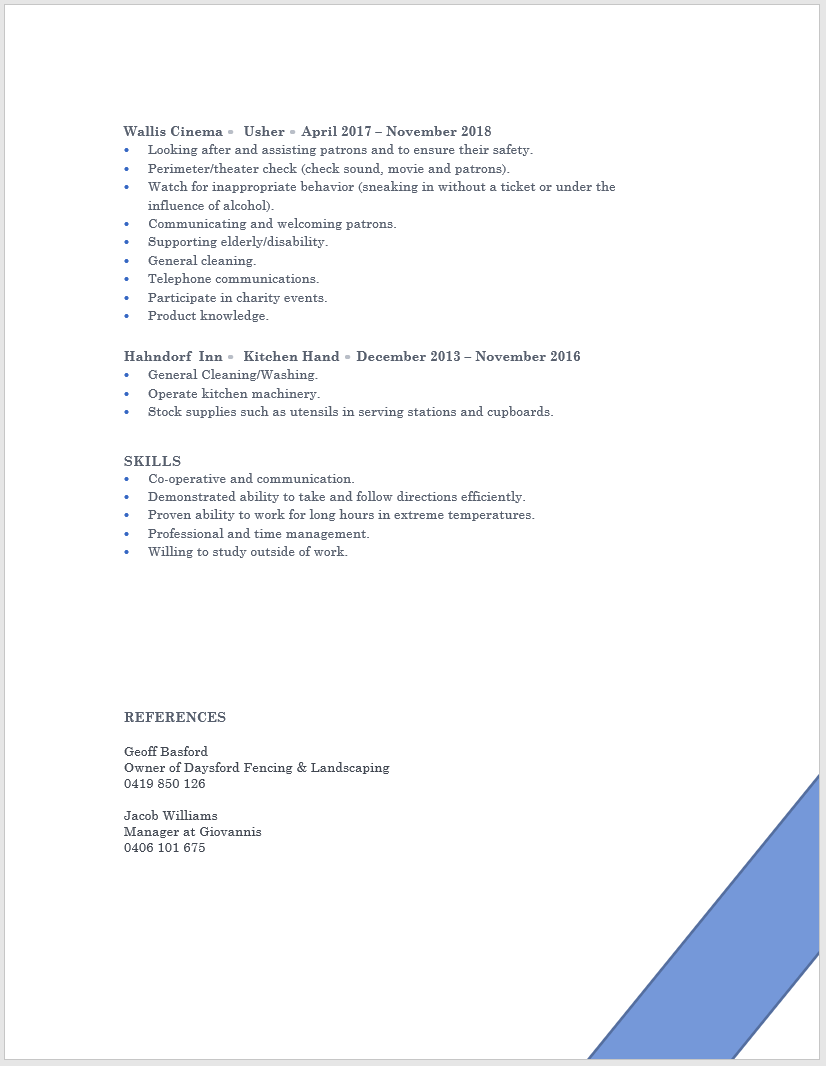 Wallis Cinema • Usher • April 2017 – November 2018
• Looking after and assisting patrons and to ensure their safety.
• Perimeter/theater check (check sound, movie and patrons).
• Watch for inappropriate behavior (sneaking in without a ticket or under the
influence of alcohol).
• Communicating and welcoming patrons.
• Supporting elderly/disability.
• General cleaning.
• Telephone communications.
• Participate in charity events.
• Product knowledge.
Hahndorf Inn • Kitchen Hand • December 2013 – November 2016
• General Cleaning/Washing.
• Operate kitchen machinery.
• Stock supplies such as utensils in serving stations and cupboards.
SKILLS
• Co-operative and communication.
• Demonstrated ability to take and follow directions efficiently.
• Proven ability to work for long hours in extreme temperatures.
• Professional and time management.
• Willing to study outside of work.
REFERENCES
Geoff Basford
Owner of Daysford Fencing & Landscaping
0419 850 126
Jacob Williams
Manager at Giovannis
0406 101 675